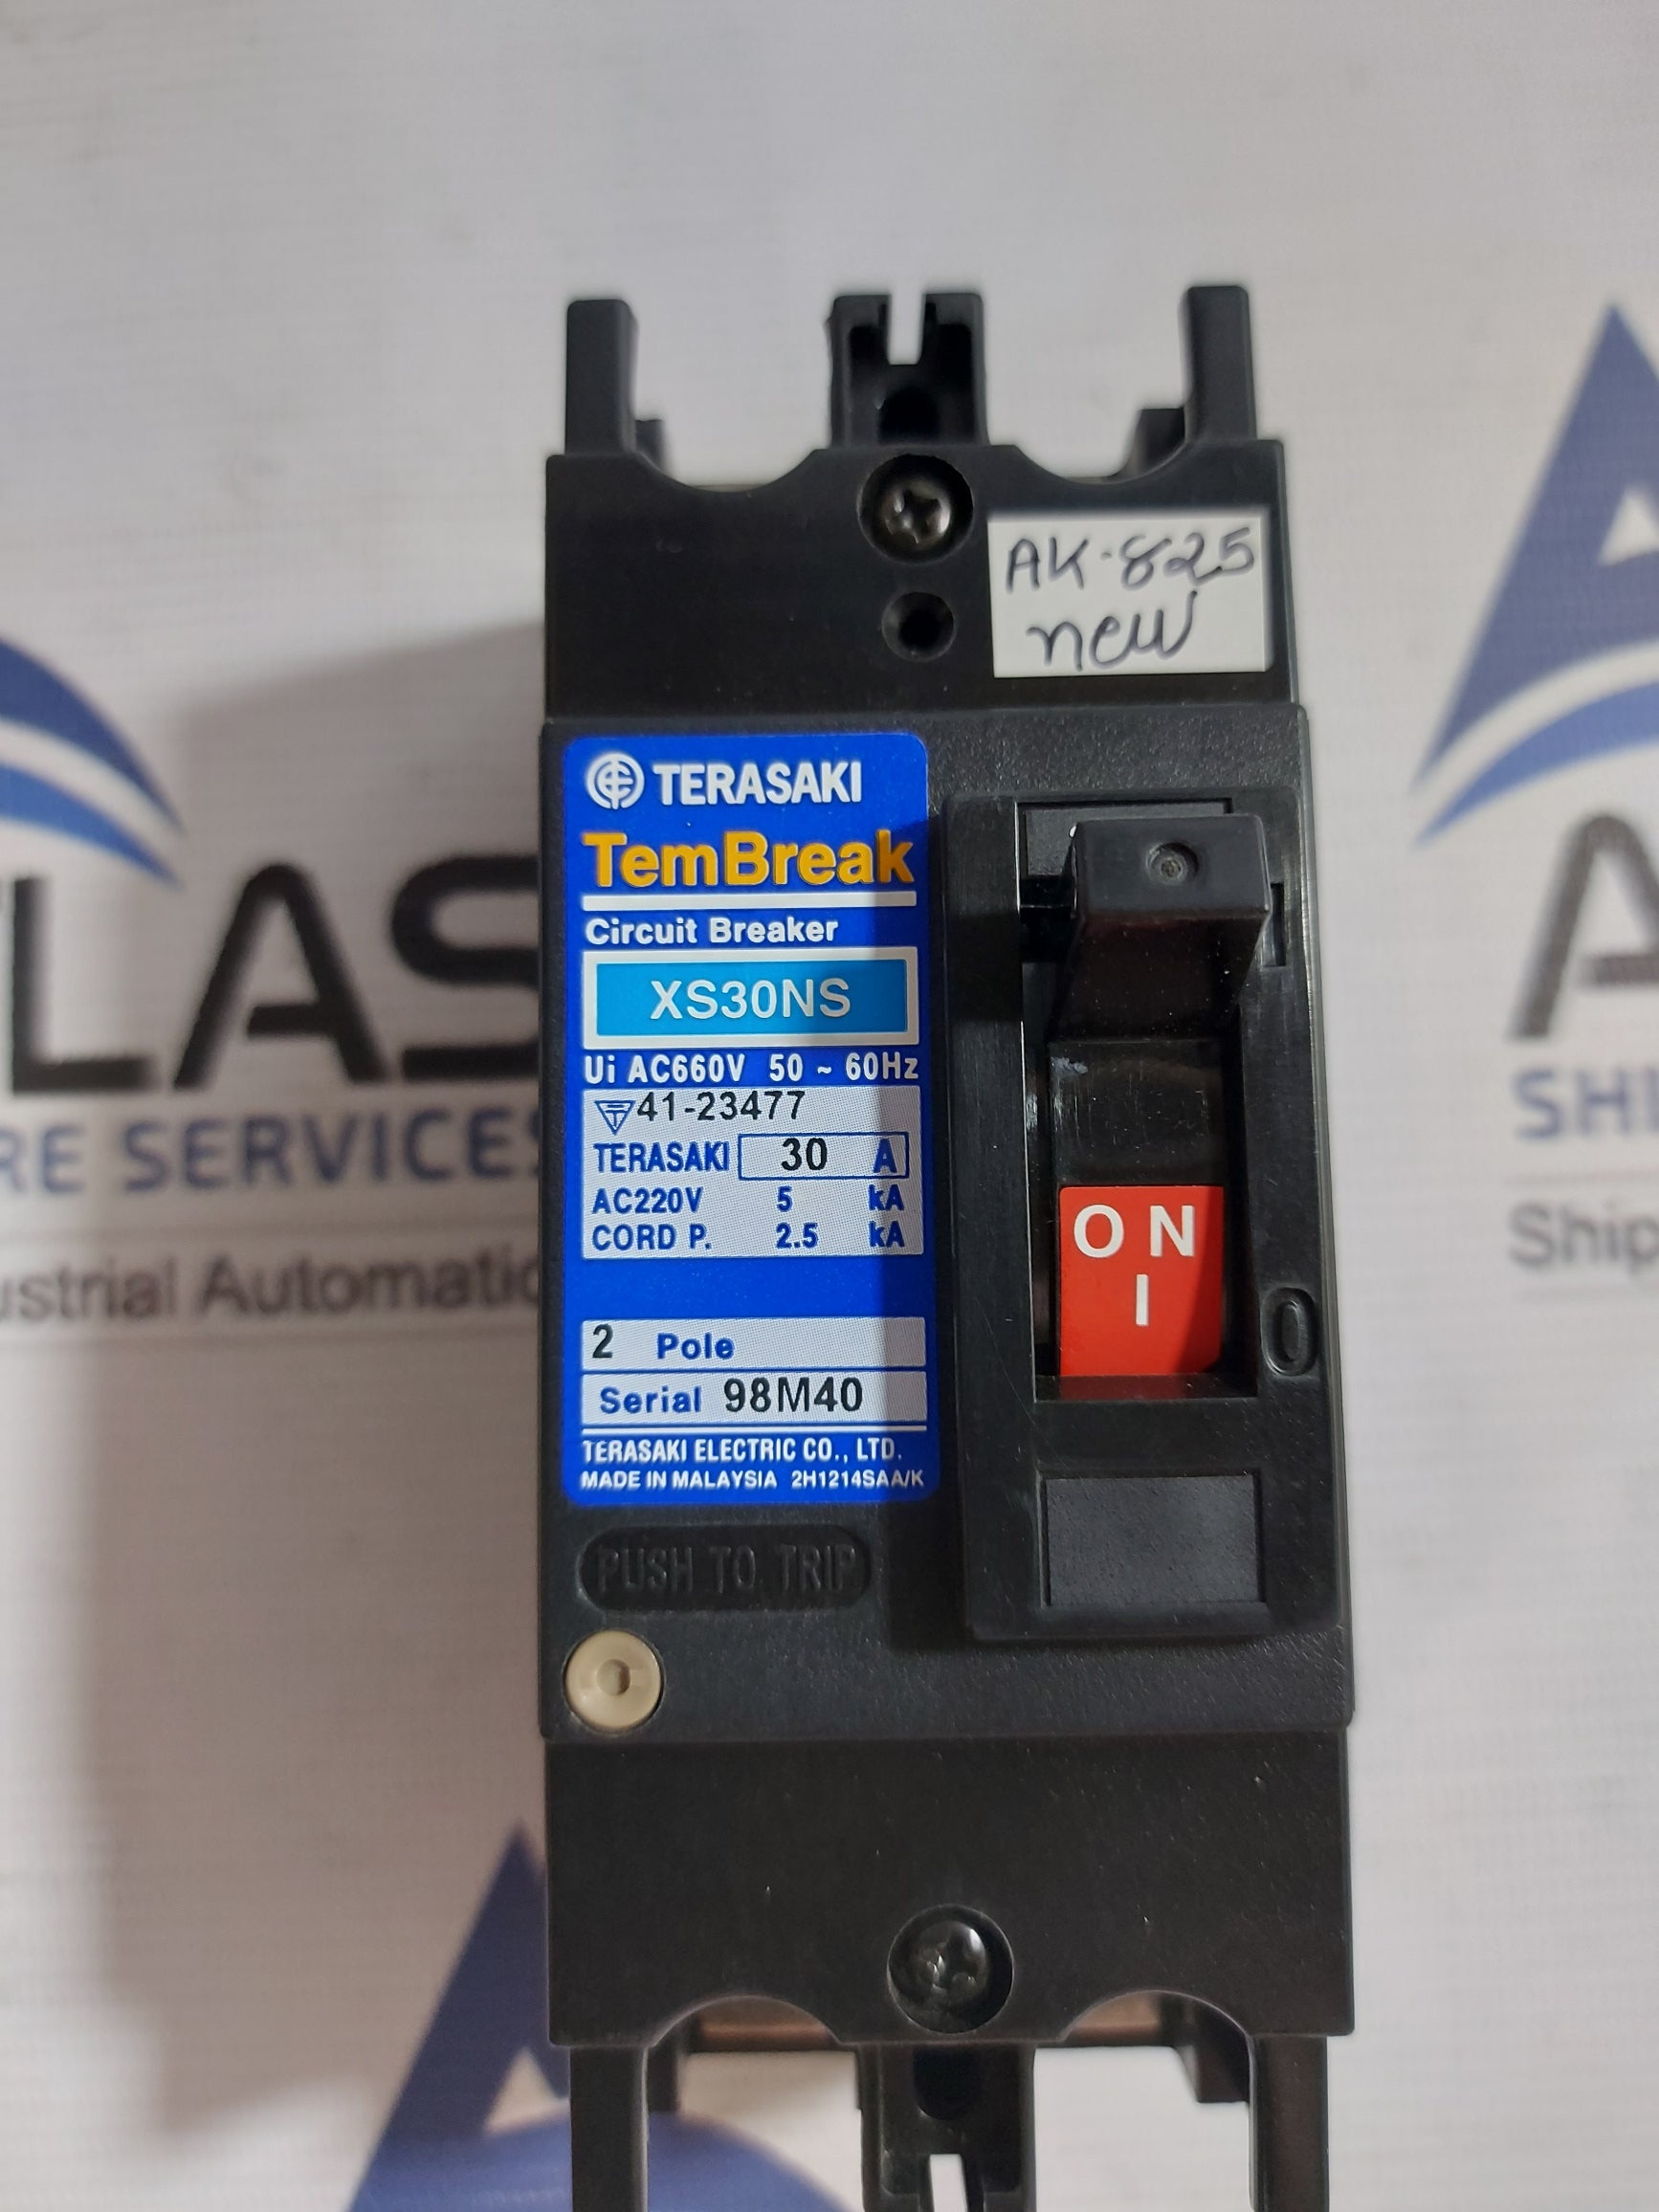 AK-825
new
TERASAKI
TemBreak
Circuit Breaker
XS30NS
Ui AC660V 50 ~ 60Hz
41-23477
TERASAKI 30 A
AC220V 5 kA
CORD P. 2.5 kA
2 Pole
Serial 98M40
TERASAKI ELECTRIC CO., LTD.
MADE IN MALAYSIA 2H1214SAA/K
ON
I
O
PUSH TO TRIP
LAS
RE SERVICES
ustrial Automatio
A
SHI
Ship